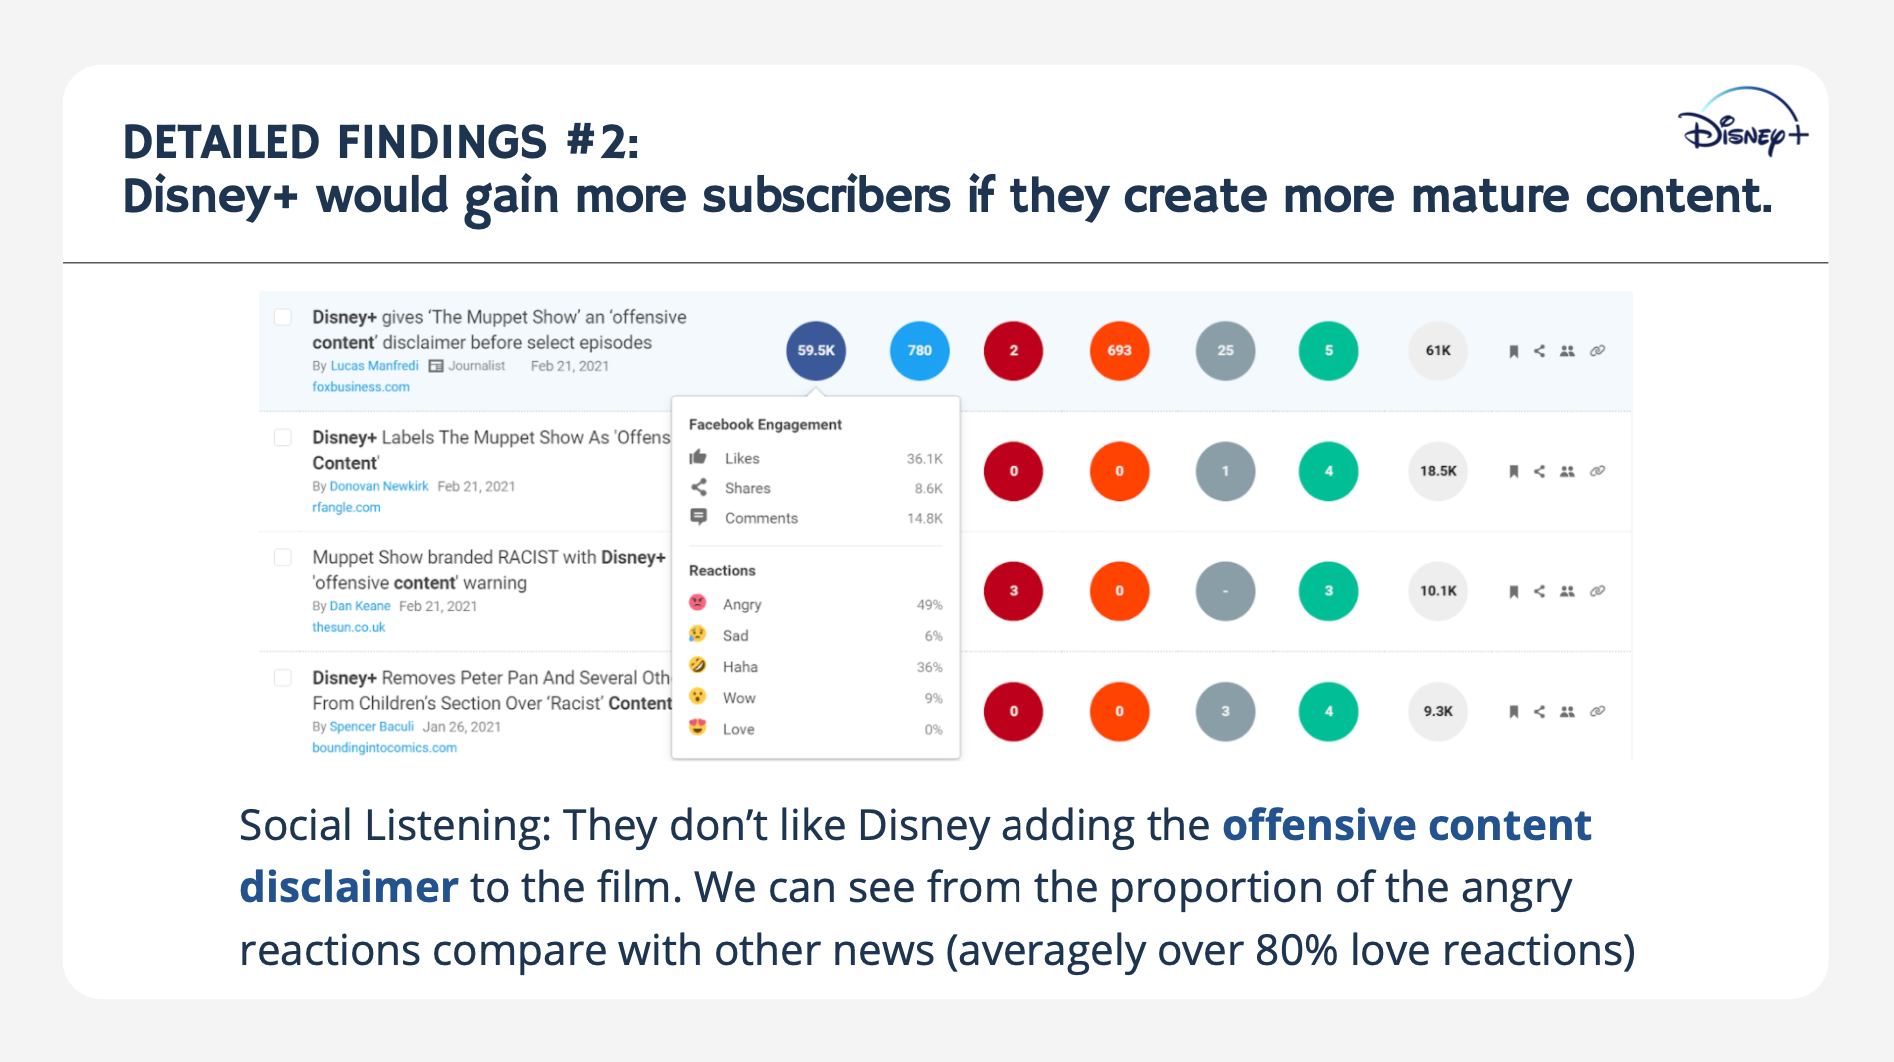 DETAILED FINDINGS #2:
Disney+ would gain more subscribers if they create more mature content.
Disney+
Disney+ gives ‘The Muppet Show’ an ‘offensive
content’ disclaimer before select episodes
By Lucas Manfredi Journalist Feb 21, 2021
foxbusiness.com
59.5K 780 2 693 25 5 61K
Disney+ Labels The Muppet Show As 'Offens
Content'
By Donovan Newkirk Feb 21, 2021
rfangle.com
0 0 1 4 18.5K
Muppet Show branded RACIST with Disney+
'offensive content' warning
By Dan Keane Feb 21, 2021
thesun.co.uk
3 0 - 3 10.1K
Disney+ Removes Peter Pan And Several Oth
From Children’s Section Over ‘Racist’ Content
By Spencer Baculi Jan 26, 2021
boundingintocomics.com
0 0 3 4 9.3K
Facebook Engagement
Likes 36.1K
Shares 8.6K
Comments 14.8K
Reactions
Angry 49%
Sad 6%
Haha 36%
Wow 9%
Love 0%
Social Listening: They don’t like Disney adding the offensive content
disclaimer to the film. We can see from the proportion of the angry
reactions compare with other news (averagely over 80% love reactions)